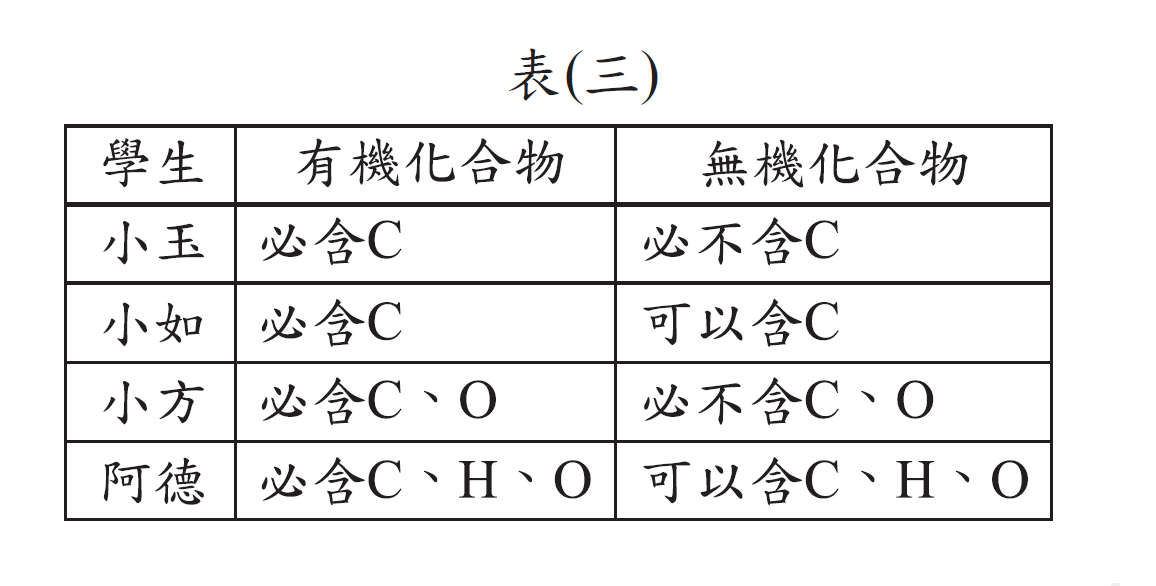 表(三)
學生 有機化合物 無機化合物
小玉 必含C 必不含C
小如 必含C 可以含C
小方 必含C、O 必不含C、O
阿德 必含C、H、O 可以含C、H、O